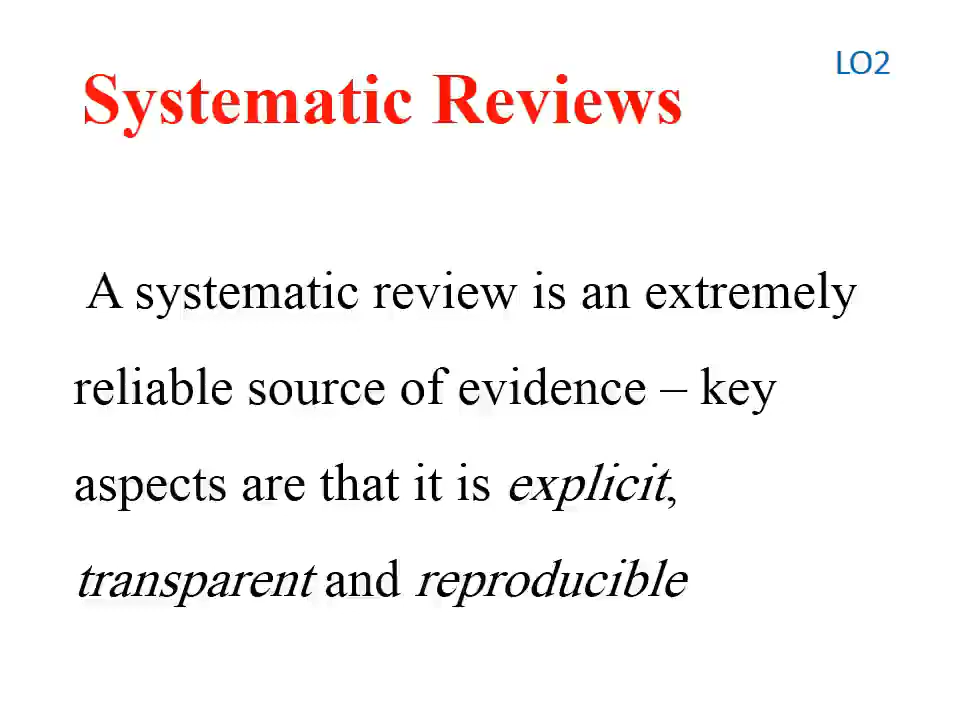 LO2
Systematic Reviews
A systematic review is an extremely
reliable source of evidence – key
aspects are that it is explicit,
transparent and reproducible